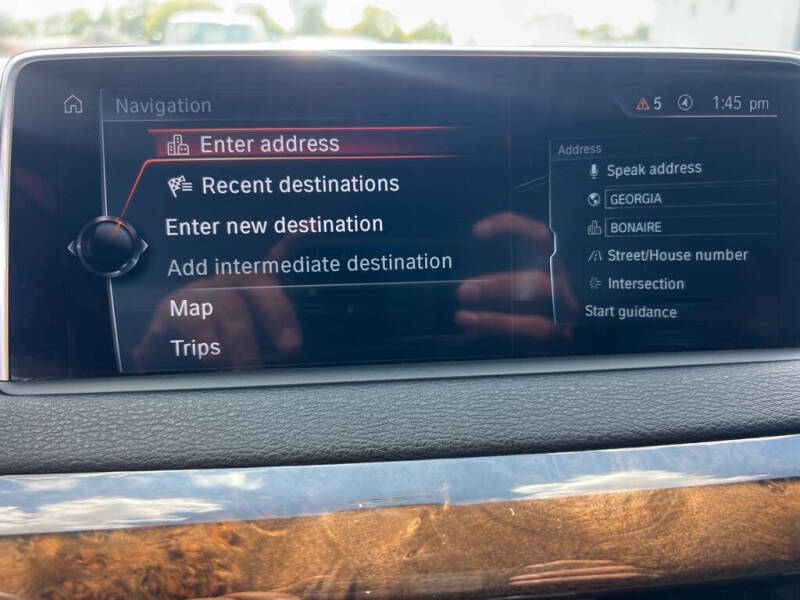 Navigation
5
1:45 pm
Enter address
Recent destinations
Enter new destination
Add intermediate destination
Map
Trips
Address
Speak address
GEORGIA
BONAIRE
Street/House number
Intersection
Start guidance